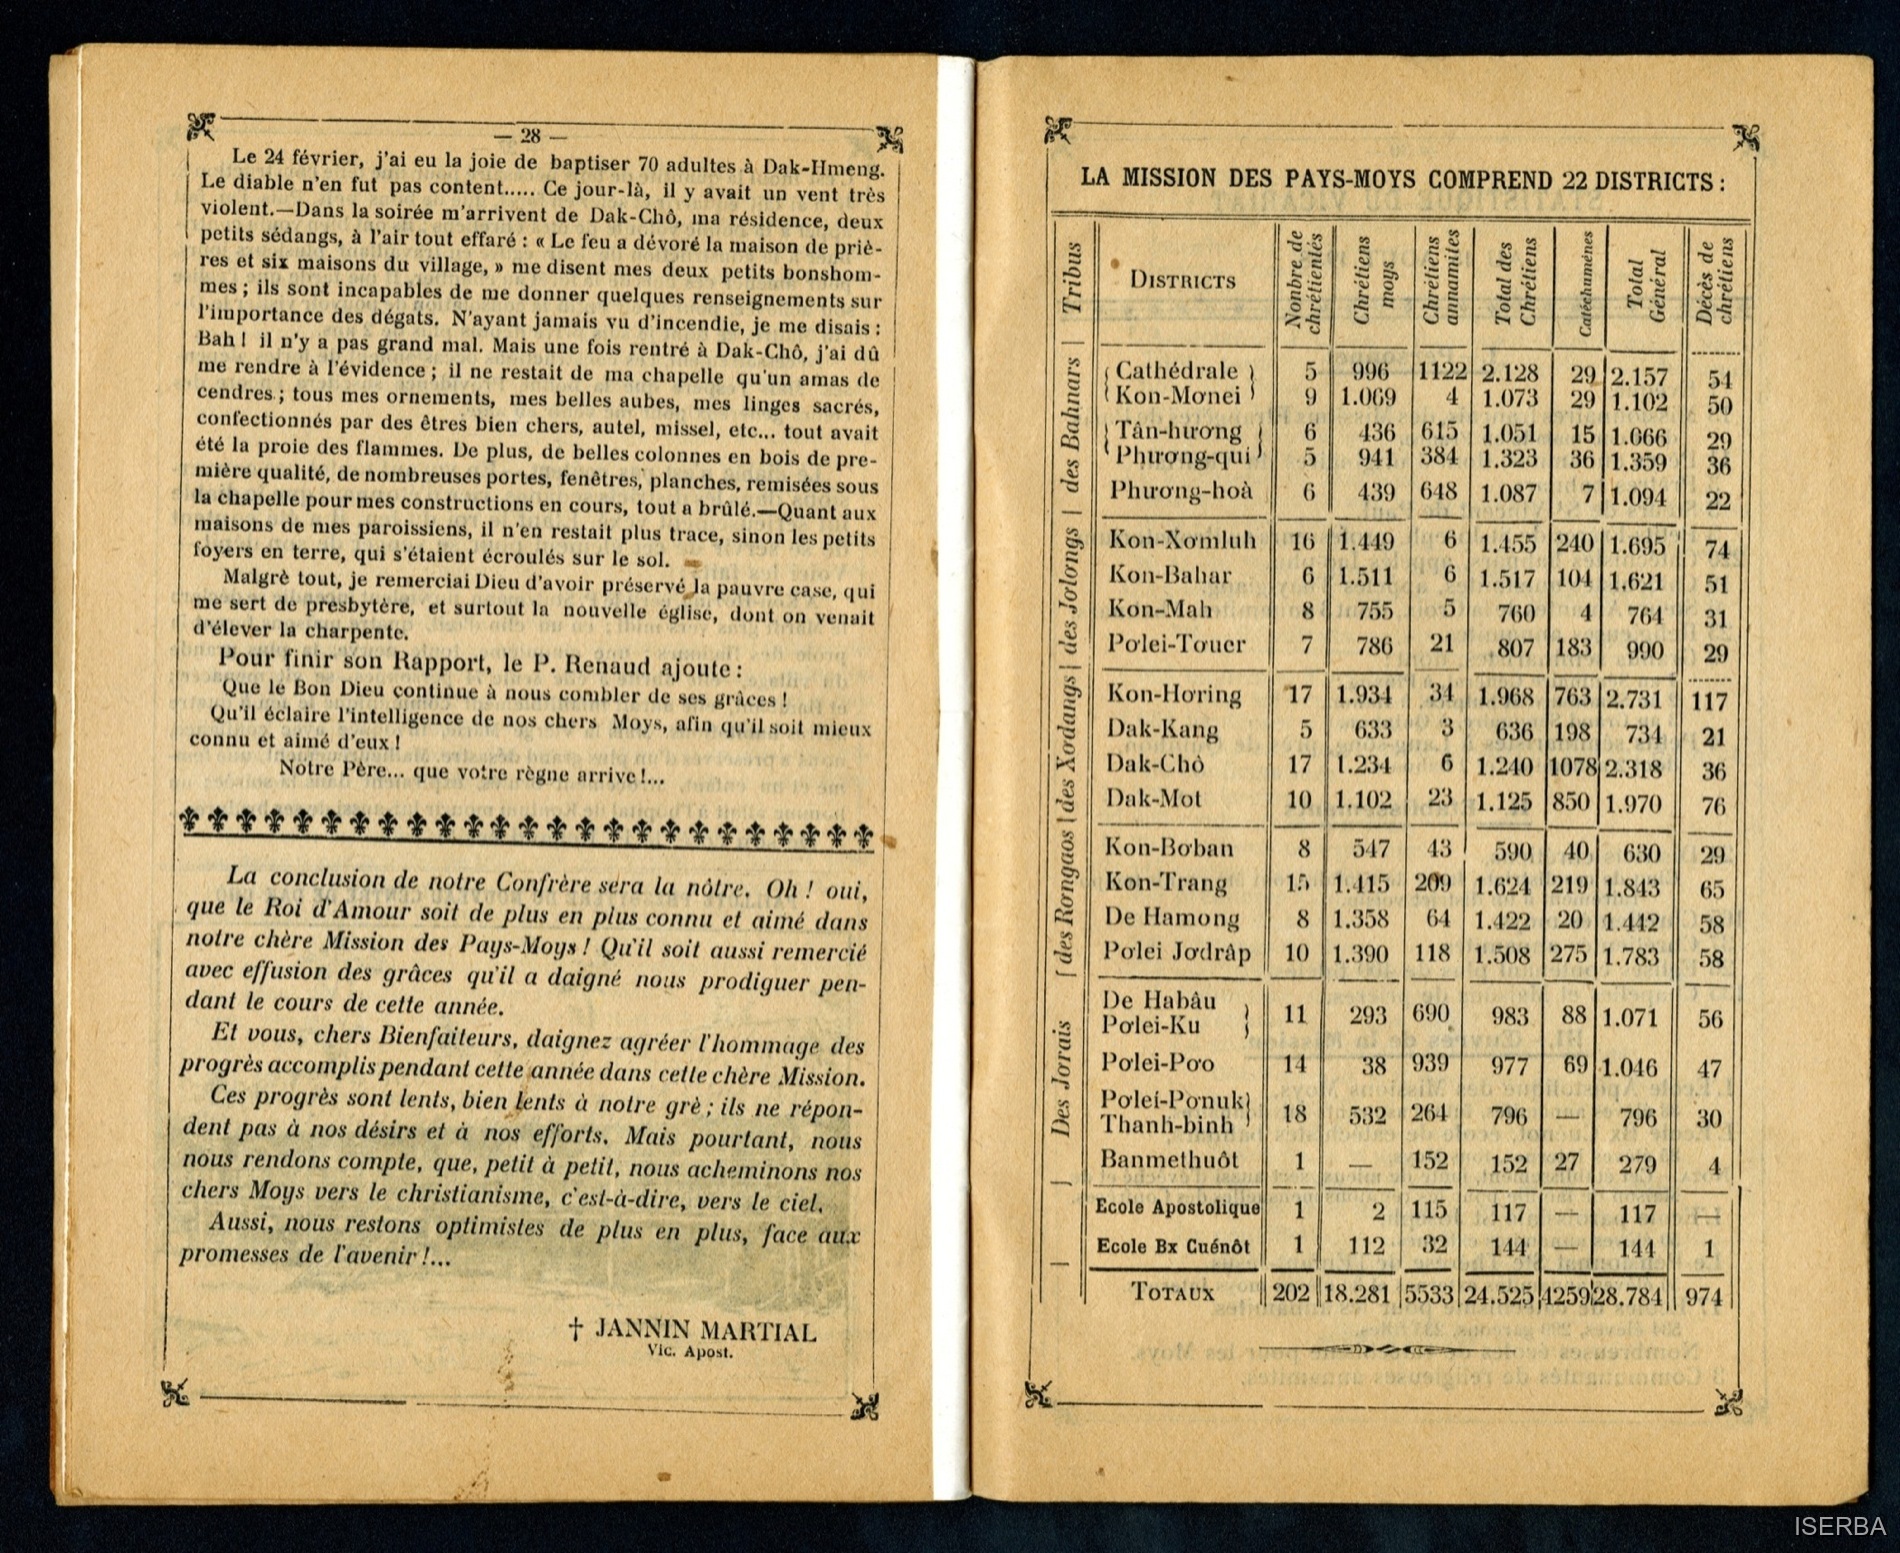 — 28 —
Le 24 février, j'ai eu la joie de baptiser 70 adultes à Dak-Hmeng.
Le diable n'en fut pas content..... Ce jour-là, il y avait un vent très
violent.—Dans la soirée m'arrivent de Dak-Chô, ma résidence, deux
petits sédangs, à l'air tout effaré : « Le feu a dévoré la maison de priè-
res et six maisons du village, » me disent mes deux petits bonshom-
mes ; ils sont incapables de me donner quelques renseignements sur
l'importance des dégats. N'ayant jamais vu d'incendie, je me disais :
Bah ! il n'y a pas grand mal. Mais une fois rentré à Dak-Chô, j'ai dû
me rendre à l'évidence ; il ne restait de ma chapelle qu'un amas de
cendres ; tous mes ornements, mes belles aubes, mes linges sacrés,
confectionnés par des êtres bien chers, autel, missel, etc... tout avait
été la proie des flammes. De plus, de belles colonnes en bois de pre-
mière qualité, de nombreuses portes, fenêtres, planches, remisées sous
la chapelle pour mes constructions en cours, tout a brûlé.—Quant aux
maisons de mes paroissiens, il n'en restait plus trace, sinon les petits
foyers en terre, qui s'étaient écroulés sur le sol.
Malgrè tout, je remerciai Dieu d'avoir préservé la pauvre case, qui
me sert de presbytère, et surtout la nouvelle église, dont on venait
d'élever la charpente.
Pour finir son Rapport, le P. Renaud ajoute :
Que le Bon Dieu continue à nous combler de ses grâces !
Qu'il éclaire l'intelligence de nos chers Moys, afin qu'il soit mieux
connu et aimé d'eux !
Notre Père... que votre règne arrive !...
La conclusion de notre Confrère sera la nôtre. Oh ! oui,
que le Roi d'Amour soit de plus en plus connu et aimé dans
notre chère Mission des Pays-Moys ! Qu'il soit aussi remercié
avec effusion des grâces qu'il a daigné nous prodiguer pen-
dant le cours de cette année.
Et vous, chers Bienfaiteurs, daignez agréer l'hommage des
progrès accomplis pendant cette année dans cette chère Mission.
Ces progrès sont lents, bien lents à notre grè ; ils ne répon-
dent pas à nos désirs et à nos efforts. Mais pourtant, nous
nous rendons compte, que, petit à petit, nous acheminons nos
chers Moys vers le christianisme, c'est-à-dire, vers le ciel.
Aussi, nous restons optimistes de plus en plus, face aux
promesses de l'avenir !...
† JANNIN MARTIAL
Vic. Apost.
LA MISSION DES PAYS-MOYS COMPREND 22 DISTRICTS :
Tribus | Districts | Nonbre de chrétientés | Chrétiens moys | Chrétiens annamites | Total des Chrétiens | Catéchumènes | Total Général | Décès de chrétiens
des Bahnars
Cathédrale 5 996 1122 2.128 29 2.157 54
Kon-Mơnei 9 1.069 4 1.073 29 1.102 50
Tân-hương 6 436 615 1.051 15 1.066 29
Phương-qui 5 941 384 1.323 36 1.359 36
Phương-hoà 6 439 648 1.087 7 1.094 22
des Jolongs
Kon-Xơmluh 16 1.449 6 1.455 240 1.695 74
Kon-Bahar 6 1.511 6 1.517 104 1.621 51
Kon-Mah 8 755 5 760 4 764 31
Pơlei-Tơuer 7 786 21 807 183 990 29
des Xơdangs
Kon-Hơring 17 1.934 34 1.968 763 2.731 117
Dak-Kang 5 633 3 636 198 734 21
Dak-Chô 17 1.234 6 1.240 1078 2.318 36
Dak-Mot 10 1.102 23 1.125 850 1.970 76
des Rơngaos
Kon-Bơban 8 547 43 590 40 630 29
Kon-Trang 15 1.415 209 1.624 219 1.843 65
De Hamong 8 1.358 64 1.422 20 1.442 58
Pơlei Jơdrâp 10 1.390 118 1.508 275 1.783 58
Des Jorais
De Habâu
Pơlei-Ku 11 293 690 983 88 1.071 56
Pơlei-Pơo 14 38 939 977 69 1.046 47
Pơlei-Pơnuk
Thanh-binh 18 532 264 796 — 796 30
Banmethuôt 1 — 152 152 27 279 4
Ecole Apostolique 1 2 115 117 — 117 —
Ecole Bx Cuénôt 1 112 32 144 — 144 1
Totaux 202 18.281 5533 24.525 4259 28.784 974
ISERBA